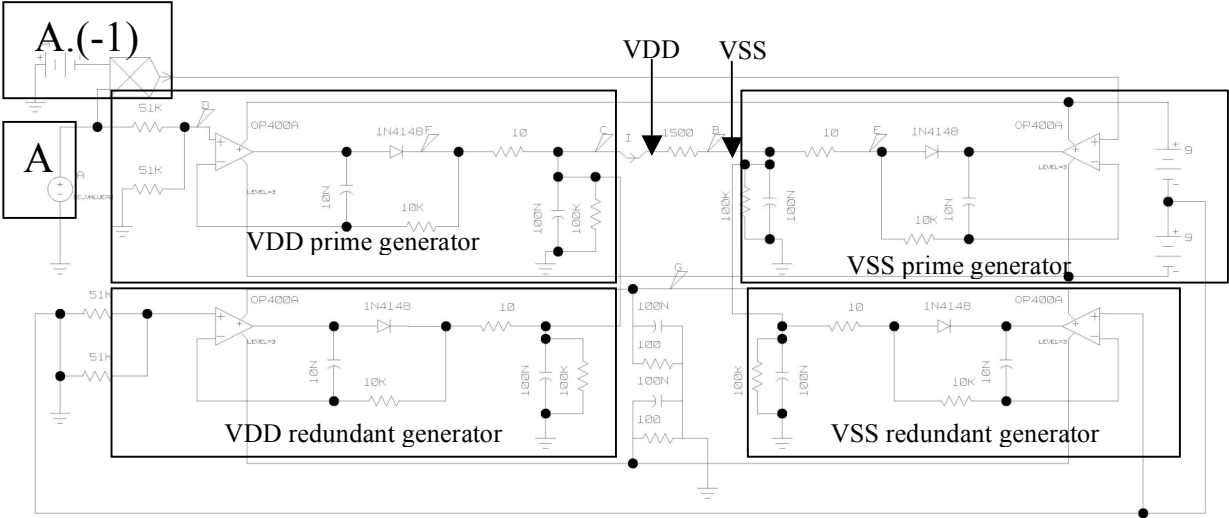 A.(-1)
VDD
VSS
51K
D
OP400A
1N4148
F
10
C
I
1500
B
10
E
1N4148
OP400A
9
A
A
51K
LEVEL=3
LEVEL=3
10N
10K
100N
100K
100K
100N
10K
10N
9
VDD prime generator
VSS prime generator
G
51K
OP400A
1N4148
10
100N
10
1N4148
OP400A
LEVEL=3
LEVEL=3
100
51K
10N
10K
100N
100K
100N
100K
100N
10K
10N
100
VDD redundant generator
VSS redundant generator